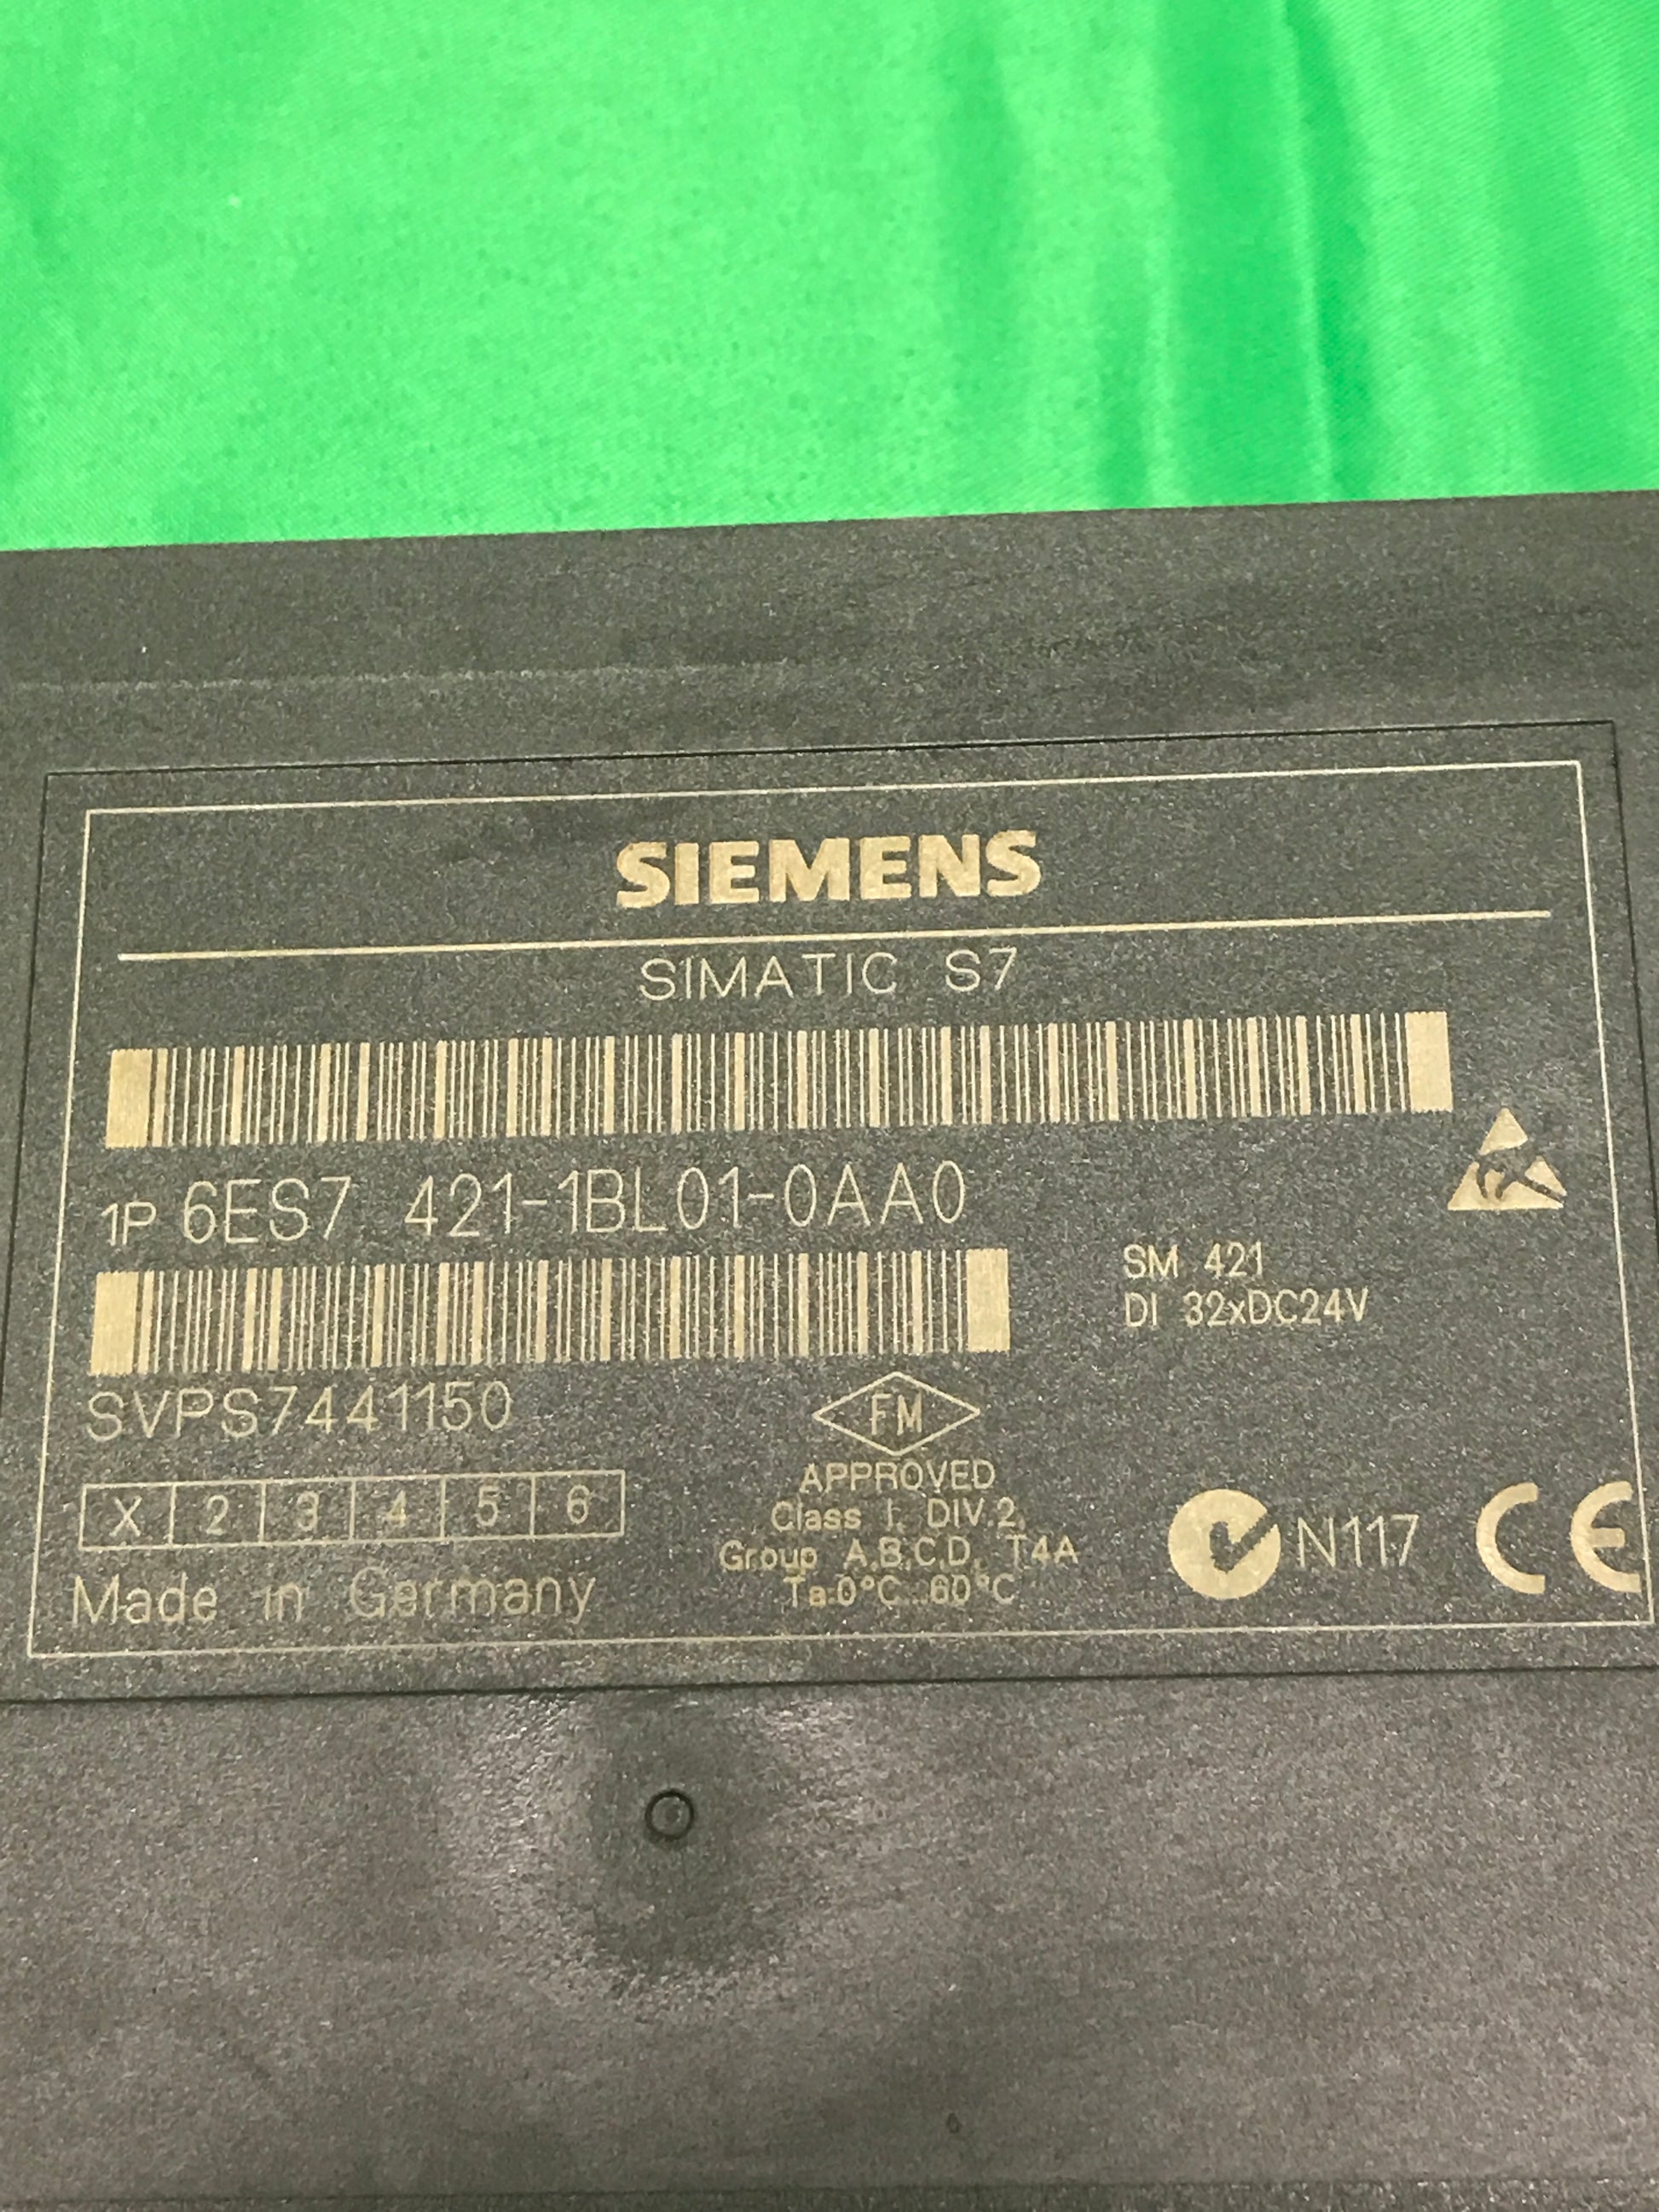 SIEMENS
SIMATIC S7
1P 6ES7 421-1BL01-0AA0
SM 421
DI 32xDC24V
SVPS7441150
FM
APPROVED
Class I, DIV.2,
Group A.B.C.D, T4A
Ta:0°C...60°C
X 2 3 4 5 6
N117
CE
Made in Germany